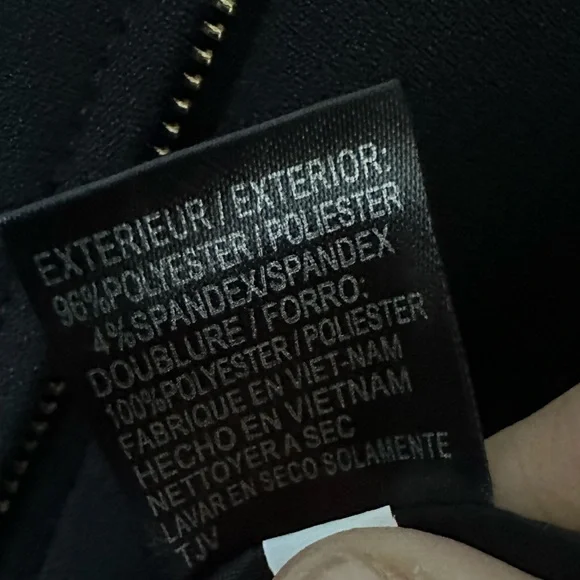 EXTERIEUR / EXTERIOR:
96%POLYESTER / POLIESTER
4%SPANDEX/SPANDEX
DOUBLURE / FORRO:
100%POLYESTER / POLIESTER
FABRIQUE EN VIET-NAM
HECHO EN VIETNAM
NETTOYER A SEC
LAVAR EN SECO SOLAMENTE
TJV